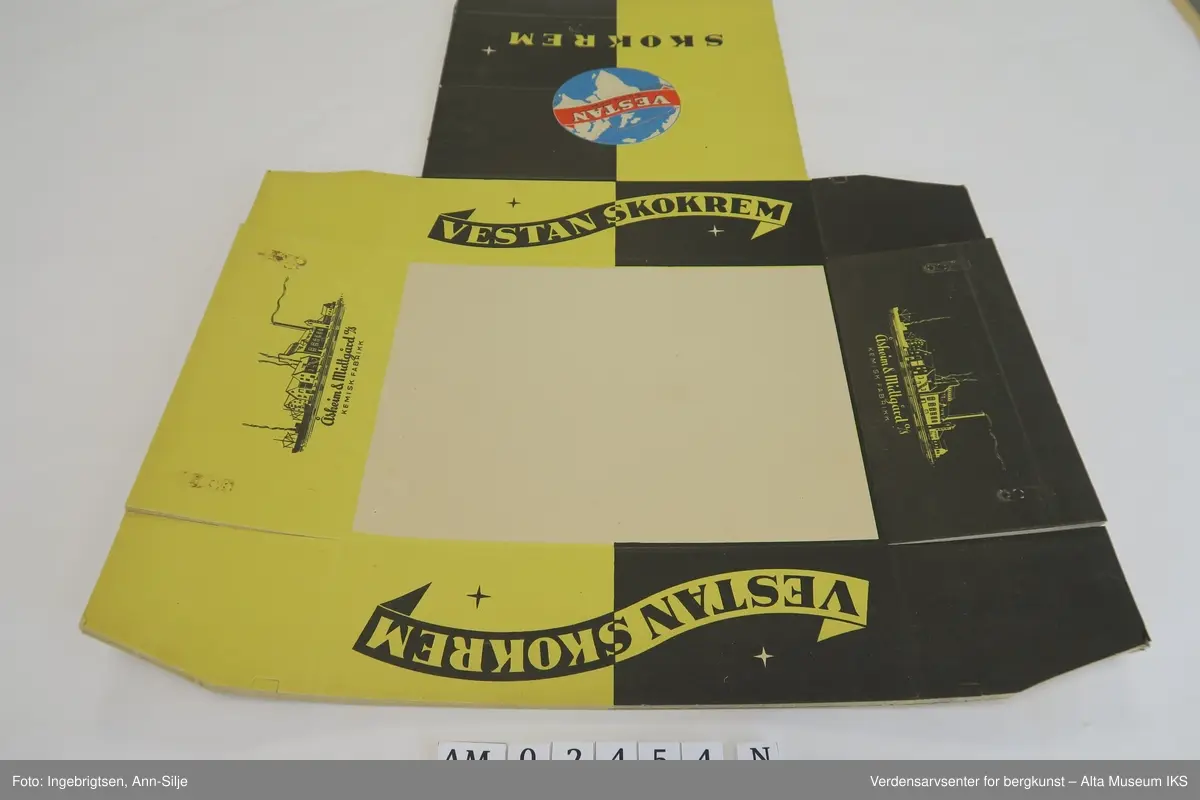 SKOKREM
VESTAN
VESTAN SKOKREM
Åsheim & Midtgård A/S
KEMISK FABRIKK
Åsheim & Midtgård A/S
KEMISK FABRIKK
VESTAN SKOKREM
AM 02454 N
Foto: Ingebrigtsen, Ann-Silje
Verdensarvsenter for bergkunst – Alta Museum IKS